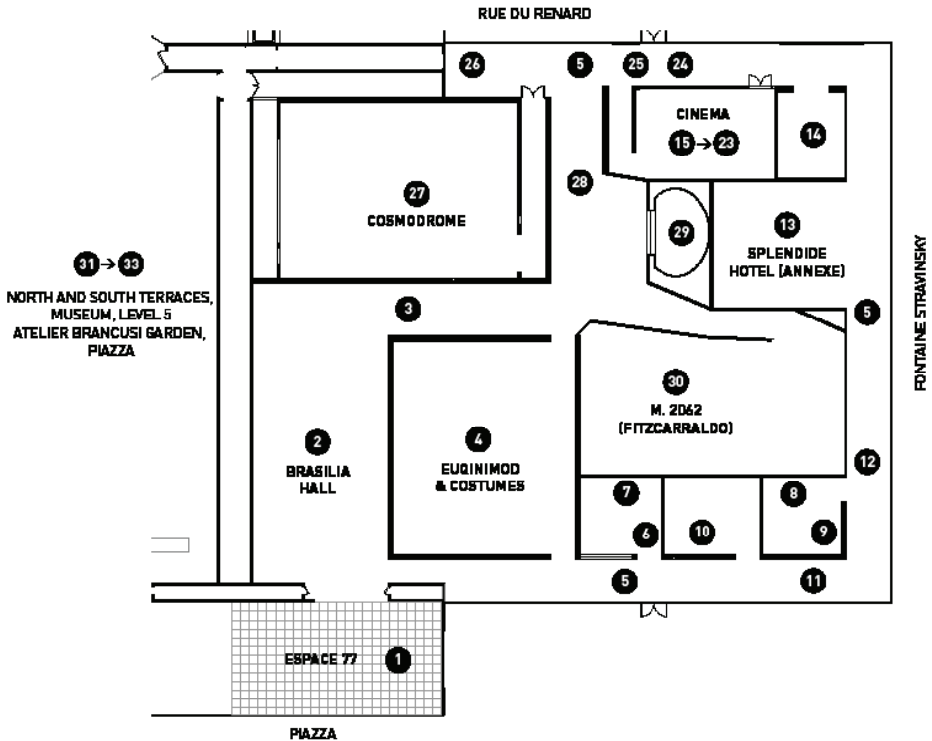 RUE DU RENARD
26
5
25
24
CINEMA
15 → 23
14
28
27
COSMODROME
29
13
SPLENDIDE
HOTEL (ANNEXE)
31 → 33
NORTH AND SOUTH TERRACES,
MUSEUM, LEVEL 5
ATELIER BRANCUSI GARDEN,
PIAZZA
3
5
FONTAINE STRAVINSKY
30
M. 2062
(FITZCARRALDO)
2
BRASILIA
HALL
4
EUQINIMOD
& COSTUMES
12
7
8
6
10
9
5
11
ESPACE 77
1
PIAZZA